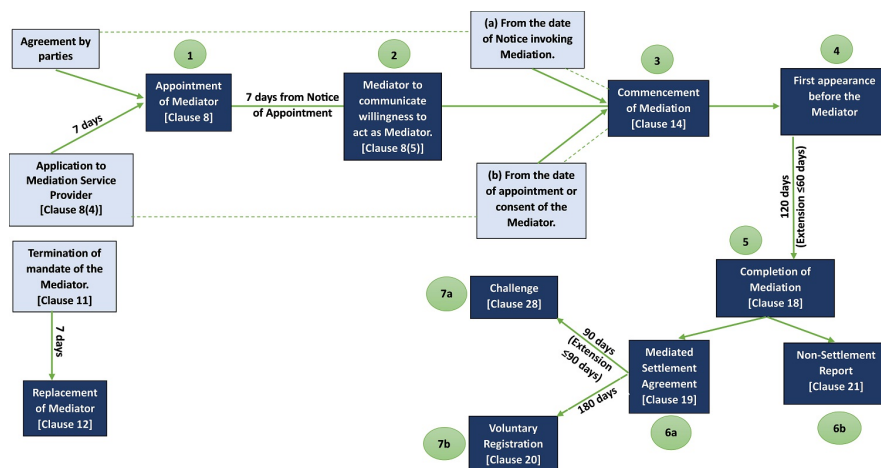 Agreement by
parties
1
Appointment
of Mediator
[Clause 8]
7 days
Application to
Mediation Service
Provider
[Clause 8(4)]
7 days from Notice
of Appointment
2
Mediator to
communicate
willingness to
act as Mediator.
[Clause 8(5)]
(a) From the date
of Notice invoking
Mediation.
(b) From the date
of appointment or
consent of the
Mediator.
3
Commencement
of Mediation
[Clause 14]
4
First appearance
before the
Mediator
120 days
(Extension ≤60 days)
5
Completion of
Mediation
[Clause 18]
Termination of
mandate of the
Mediator.
[Clause 11]
7 days
Replacement
of Mediator
[Clause 12]
7a
Challenge
[Clause 28]
90 days
(Extension
≤90 days)
Mediated
Settlement
Agreement
[Clause 19]
6a
Non-Settlement
Report
[Clause 21]
6b
180 days
7b
Voluntary
Registration
[Clause 20]